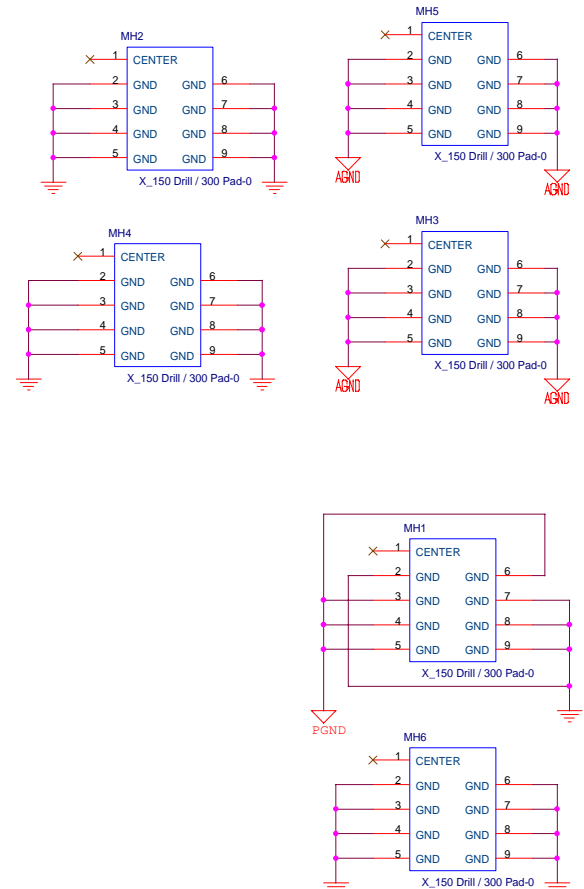 MH2
1 CENTER
2 GND GND 6
3 GND GND 7
4 GND GND 8
5 GND GND 9
X_150 Drill / 300 Pad-0
MH5
1 CENTER
2 GND GND 6
3 GND GND 7
4 GND GND 8
5 GND GND 9
X_150 Drill / 300 Pad-0
AGND
AGND
MH4
1 CENTER
2 GND GND 6
3 GND GND 7
4 GND GND 8
5 GND GND 9
X_150 Drill / 300 Pad-0
MH3
1 CENTER
2 GND GND 6
3 GND GND 7
4 GND GND 8
5 GND GND 9
X_150 Drill / 300 Pad-0
AGND
AGND
MH1
1 CENTER
2 GND GND 6
3 GND GND 7
4 GND GND 8
5 GND GND 9
X_150 Drill / 300 Pad-0
PGND
MH6
1 CENTER
2 GND GND 6
3 GND GND 7
4 GND GND 8
5 GND GND 9
X_150 Drill / 300 Pad-0